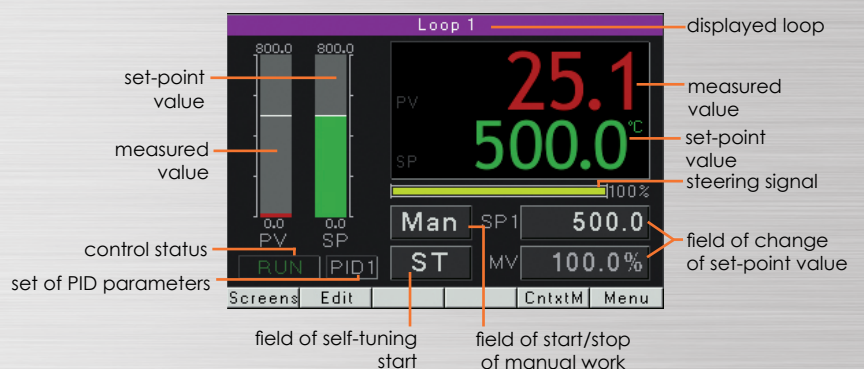 Loop 1
displayed loop
800.0 800.0
set-point
value
measured
value
PV
25.1
measured
value
SP
500.0
°C
set-point
value
steering signal
100%
0.0 0.0
PV SP
control status
RUN PID1
set of PID parameters
Man SP1 500.0
ST MV 100.0%
field of change
of set-point value
Screens Edit CntxtM Menu
field of self-tuning
start
field of start/stop
of manual work